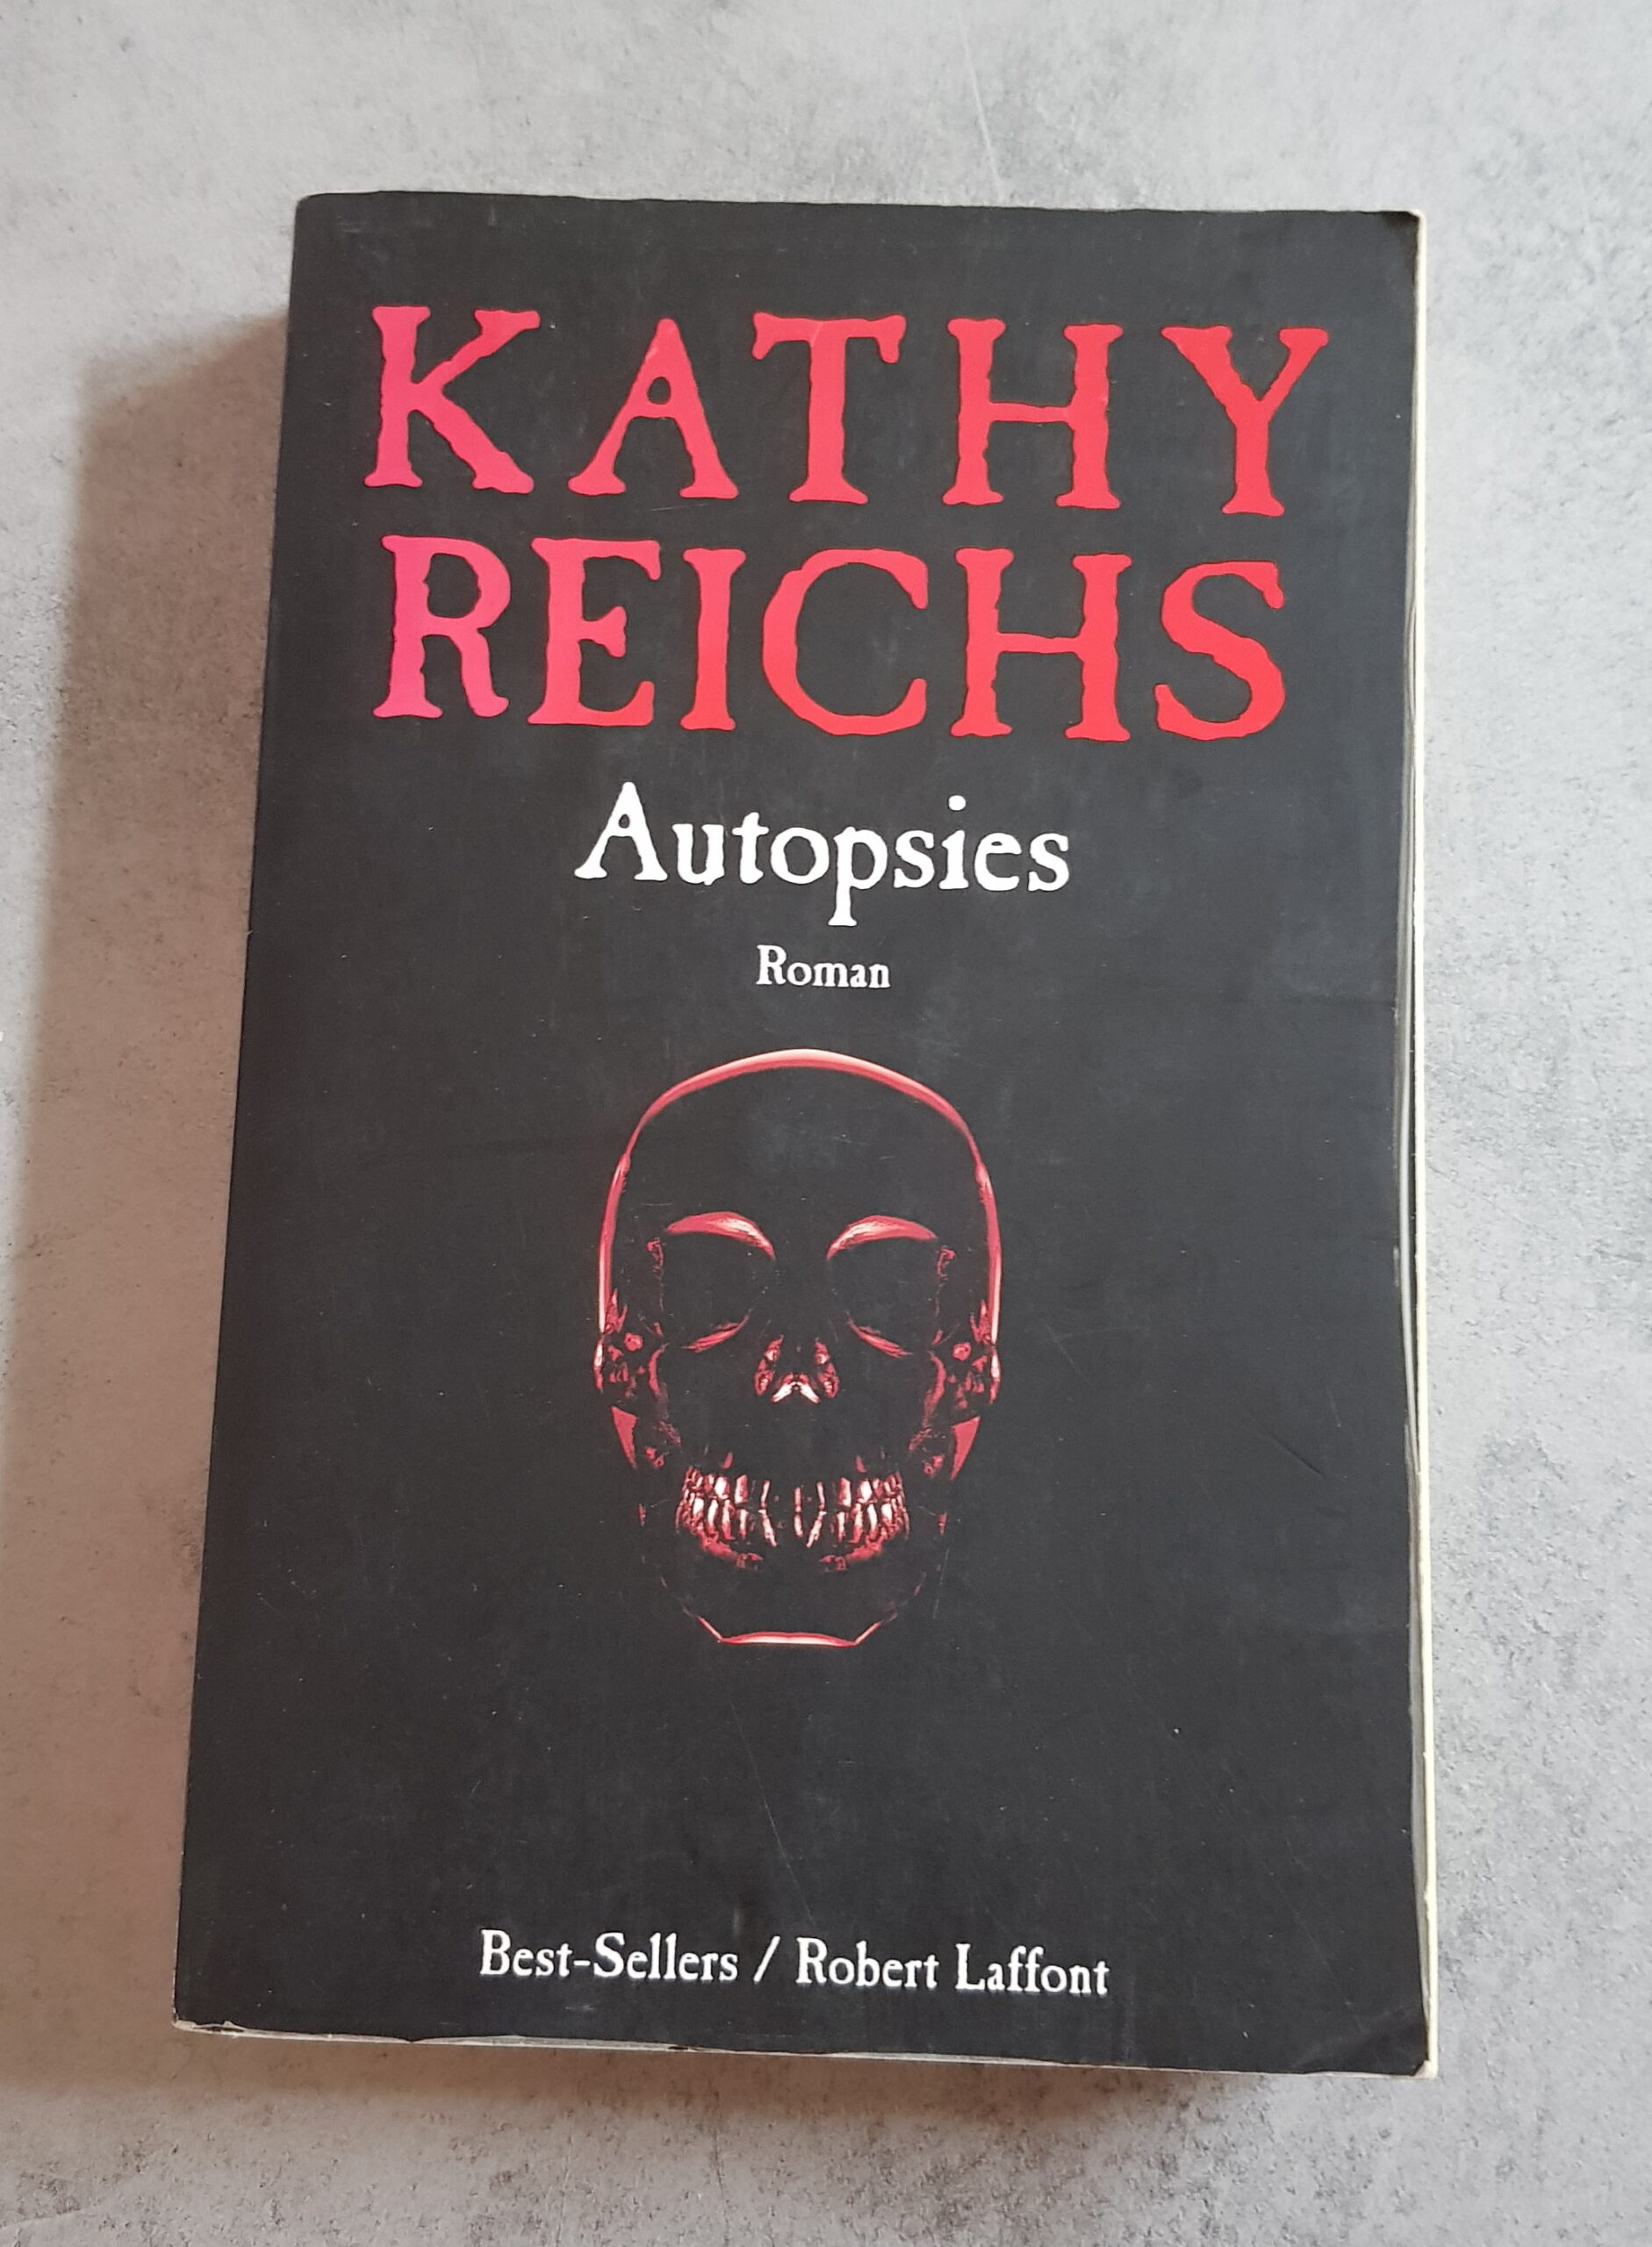 KATHY
REICHS
Autopsies
Roman
Best-Sellers / Robert Laffont